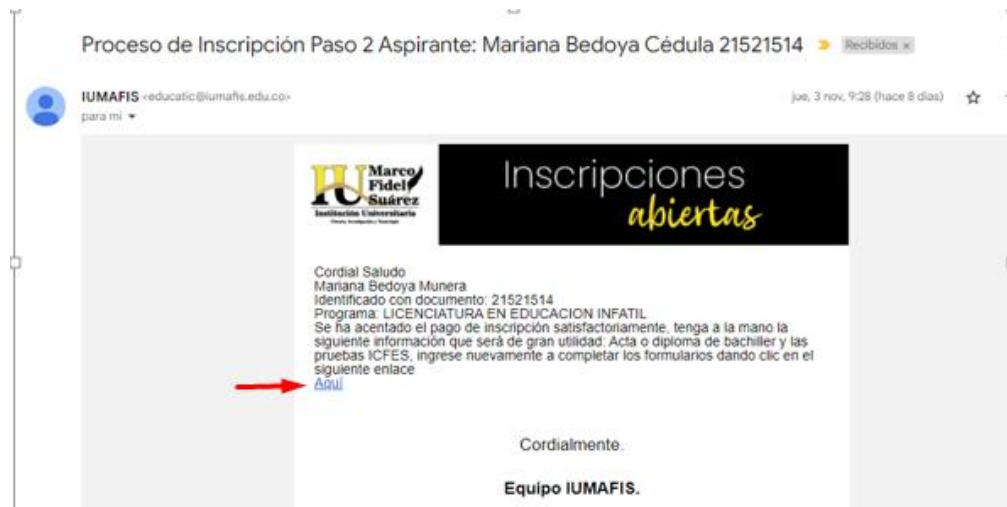 Proceso de Inscripción Paso 2 Aspirante: Mariana Bedoya Cédula 21521514 Recibidos x
IUMAFIS <educatic@iumafis.edu.co>
jue, 3 nov, 9:28 (hace 8 días)
para mí
IU Marco
Fidel
Suárez
Institución Universitaria
Inscripciones
abiertas
Cordial Saludo
Mariana Bedoya Munera
Identificado con documento: 21521514
Programa: LICENCIATURA EN EDUCACION INFATIL
Se ha acentado el pago de inscripción satisfactoriamente, tenga a la mano la
siguiente información que será de gran utilidad: Acta o diploma de bachiller y las
pruebas ICFES, ingrese nuevamente a completar los formularios dando clic en el
siguiente enlace
Aquí
Cordialmente.
Equipo IUMAFIS.